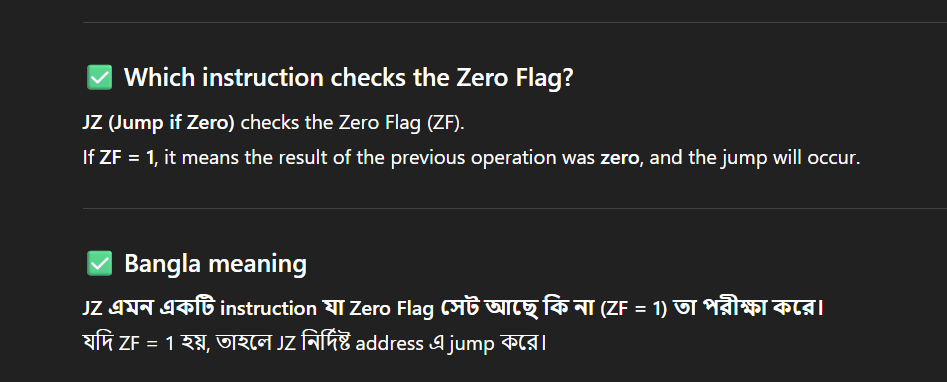 ✅ Which instruction checks the Zero Flag?
JZ (Jump if Zero) checks the Zero Flag (ZF).
If ZF = 1, it means the result of the previous operation was zero, and the jump will occur.
✅ Bangla meaning
JZ এমন একটি instruction যা Zero Flag সেট আছে কি না (ZF = 1) তা পরীক্ষা করে।
যদি ZF = 1 হয়, তাহলে JZ নির্দিষ্ট address এ jump করে।